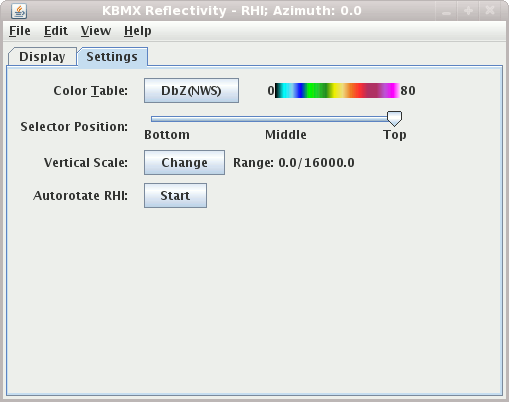 KBMX Reflectivity - RHI; Azimuth: 0.0
File Edit View Help
Display Settings
Color Table: DbZ(NWS) 0 80
Selector Position:
Bottom Middle Top
Vertical Scale: Change Range: 0.0/16000.0
Autorotate RHI: Start